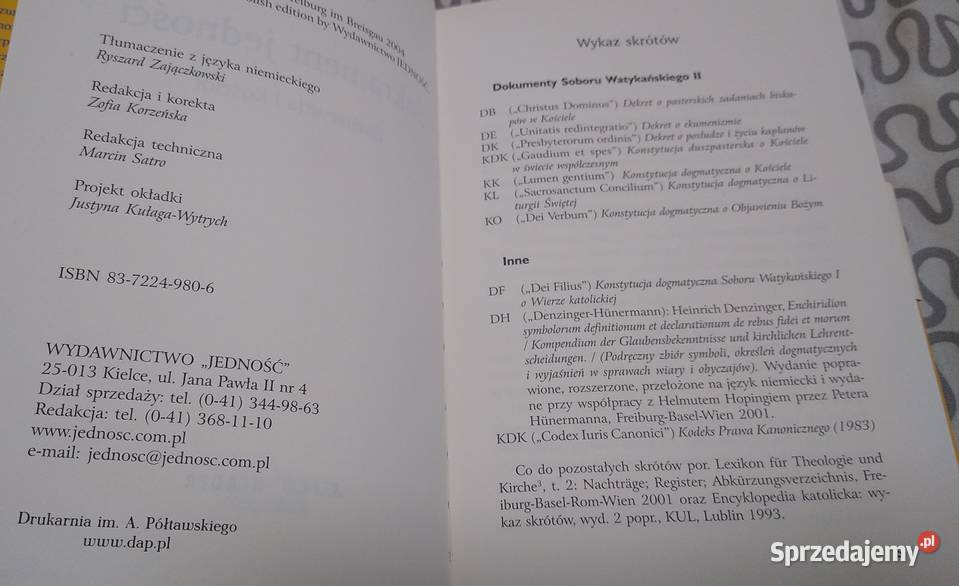 eiburg im Breisgau 2004
lish edition by Wydawnictwo JEDNOŚĆ,
Tłumaczenie z języka niemieckiego
Ryszard Zajączkowski
Redakcja i korekta
Zofia Korzeńska
Redakcja techniczna
Marcin Satro
Projekt okładki
Justyna Kułaga-Wytrych
ISBN 83-7224-980-6
WYDAWNICTWO „JEDNOŚĆ”
25-013 Kielce, ul. Jana Pawła II nr 4
Dział sprzedaży: tel. (0-41) 344-98-63
Redakcja: tel. (0-41) 368-11-10
www.jednosc.com.pl
e-mail: jednosc@jednosc.com.pl
Drukarnia im. A. Półtawskiego
www.dap.pl
Wykaz skrótów
Dokumenty Soboru Watykańskiego II
DB („Christus Dominus”) Dekret o pasterskich zadaniach bisku-
pów w Kościele
DE („Unitatis redintegratio”) Dekret o ekumenizmie
DK („Presbyterorum ordinis”) Dekret o posłudze i życiu kapłanów
KDK („Gaudium et spes”) Konstytucja duszpasterska o Kościele
w świecie współczesnym
KK („Lumen gentium”) Konstytucja dogmatyczna o Kościele
KL („Sacrosanctum Concilium”) Konstytucja dogmatyczna o Li-
turgii Świętej
KO („Dei Verbum”) Konstytucja dogmatyczna o Objawieniu Bożym
Inne
DF („Dei Filius”) Konstytucja dogmatyczna Soboru Watykańskiego I
o Wierze katolickiej
DH („Denzinger-Hünermann): Heinrich Denzinger, Enchiridion
symbolorum definitionum et declarationum de rebus fidei et morum
/ Kompendium der Glaubensbekenntnisse und kirchlichen Lehrent-
scheidungen. / (Podręczny zbiór symboli, określeń dogmatycznych
i wyjaśnień w sprawach wiary i obyczajów). Wydanie popra-
wione, rozszerzone, przełożone na język niemiecki i wyda-
ne przy współpracy z Helmutem Hopingiem przez Petera
Hünermanna, Freiburg-Basel-Wien 2001.
KDK („Codex Iuris Canonici”) Kodeks Prawa Kanonicznego (1983)
Co do pozostałych skrótów por. Lexikon für Theologie und
Kirche³, t. 2: Nachträge; Register; Abkürzungsverzeichnis, Fre-
iburg-Basel-Rom-Wien 2001 oraz Encyklopedia katolicka: wy-
kaz skrótów, wyd. 2 popr., KUL, Lublin 1993.
Sprzedajemy.pl